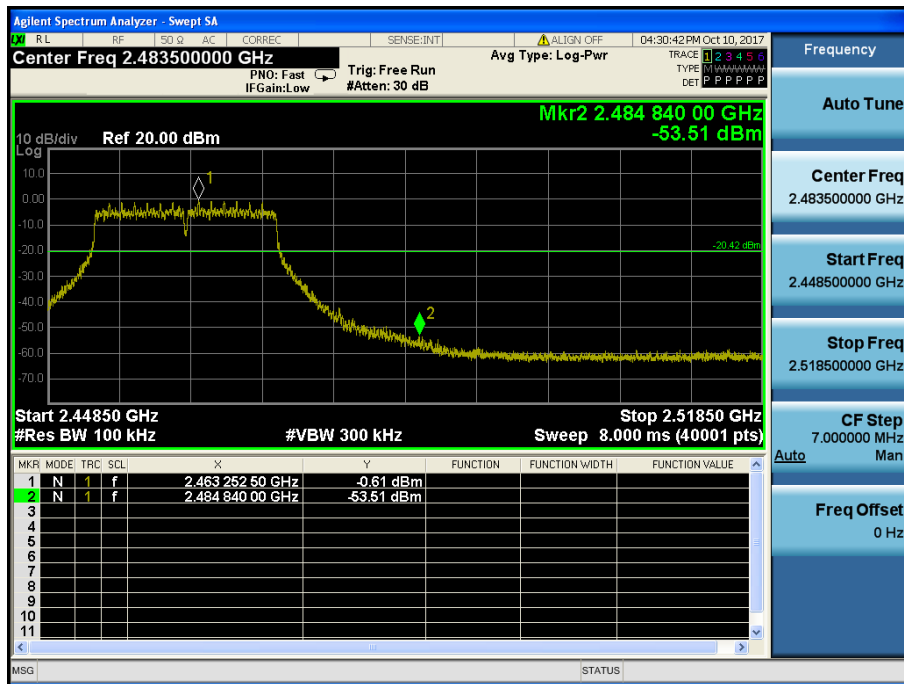 Agilent Spectrum Analyzer - Swept SA
LXI RL RF 50 Ω AC CORREC SENSE:INT ALIGN OFF 04:30:42 PM Oct 10, 2017
Center Freq 2.483500000 GHz
PNO: Fast
IFGain:Low
Trig: Free Run
#Atten: 30 dB
Avg Type: Log-Pwr
TRACE 1 2 3 4 5 6
TYPE M W W W W W
DET P P P P P P
Mkr2 2.484 840 00 GHz
-53.51 dBm
10 dB/div Ref 20.00 dBm
Log
10.0
0.00
-10.0
-20.0
-30.0
-40.0
-50.0
-60.0
-70.0
1
2
-20.42 dBm
Start 2.44850 GHz Stop 2.51850 GHz
#Res BW 100 kHz #VBW 300 kHz Sweep 8.000 ms (40001 pts)
MKR MODE TRC SCL X Y FUNCTION FUNCTION WIDTH FUNCTION VALUE
1 N 1 f 2.463 252 50 GHz -0.61 dBm
2 N 1 f 2.484 840 00 GHz -53.51 dBm
3
4
5
6
7
8
9
10
11
MSG STATUS
Frequency
Auto Tune
Center Freq
2.483500000 GHz
Start Freq
2.448500000 GHz
Stop Freq
2.518500000 GHz
CF Step
7.000000 MHz
Auto Man
Freq Offset
0 Hz